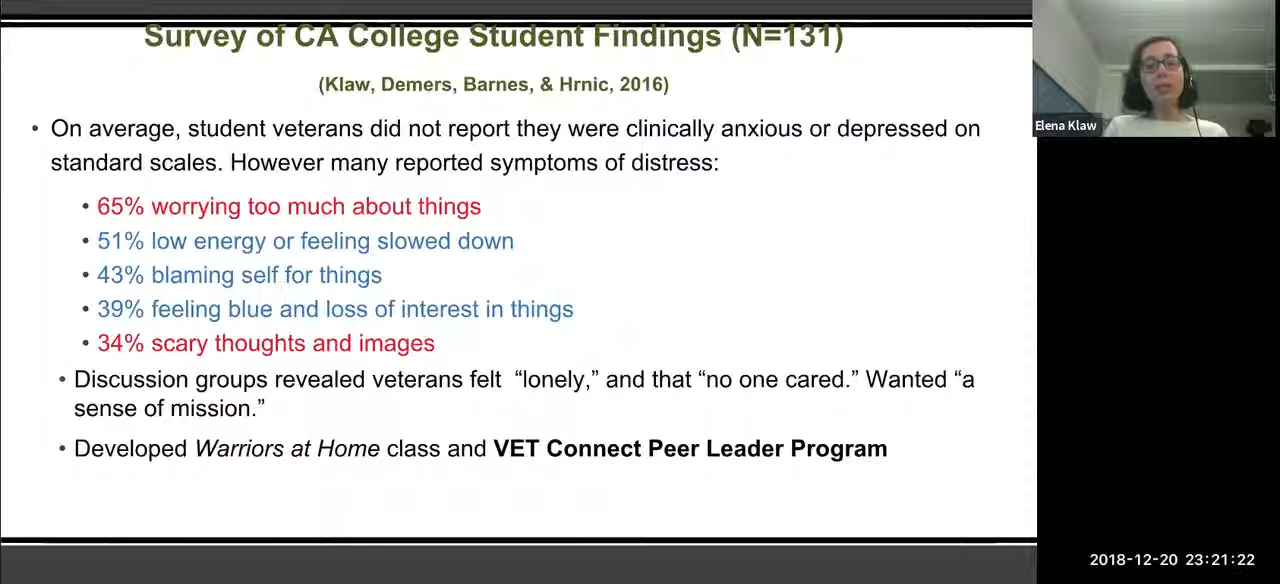 Survey of CA College Student Findings (N=131)
(Klaw, Demers, Barnes, & Hrnic, 2016)
• On average, student veterans did not report they were clinically anxious or depressed on
standard scales. However many reported symptoms of distress:
• 65% worrying too much about things
• 51% low energy or feeling slowed down
• 43% blaming self for things
• 39% feeling blue and loss of interest in things
• 34% scary thoughts and images
• Discussion groups revealed veterans felt “lonely,” and that “no one cared.” Wanted “a
sense of mission.”
• Developed Warriors at Home class and VET Connect Peer Leader Program
Elena Klaw
2018-12-20 23:21:22